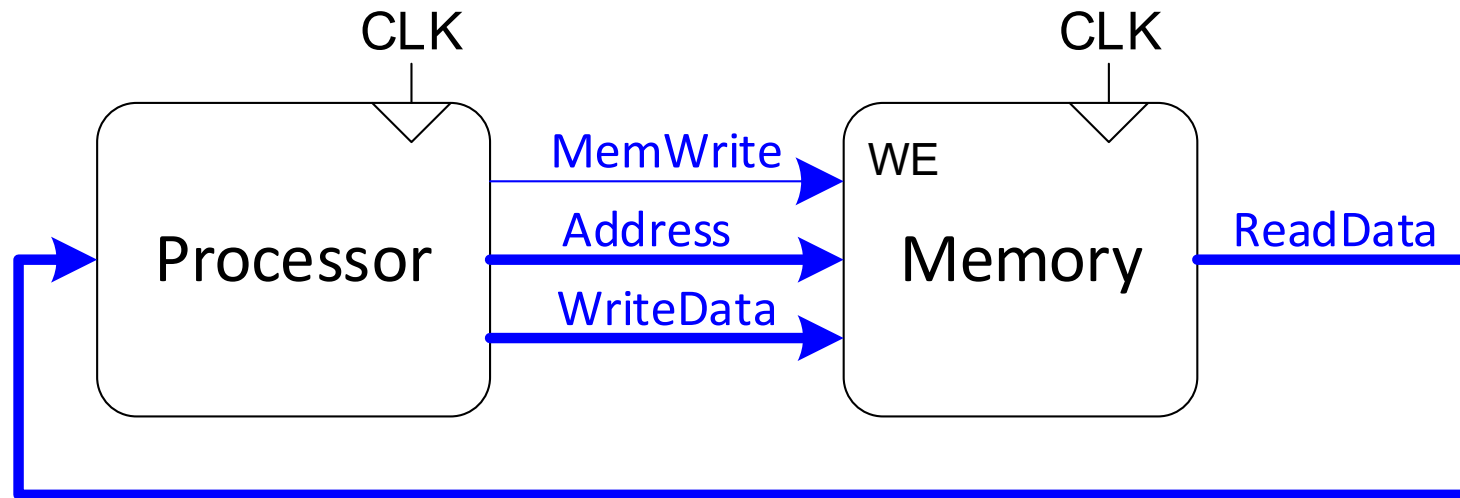 CLK
CLK
MemWrite
WE
Address
ReadData
Processor
Memory
WriteData